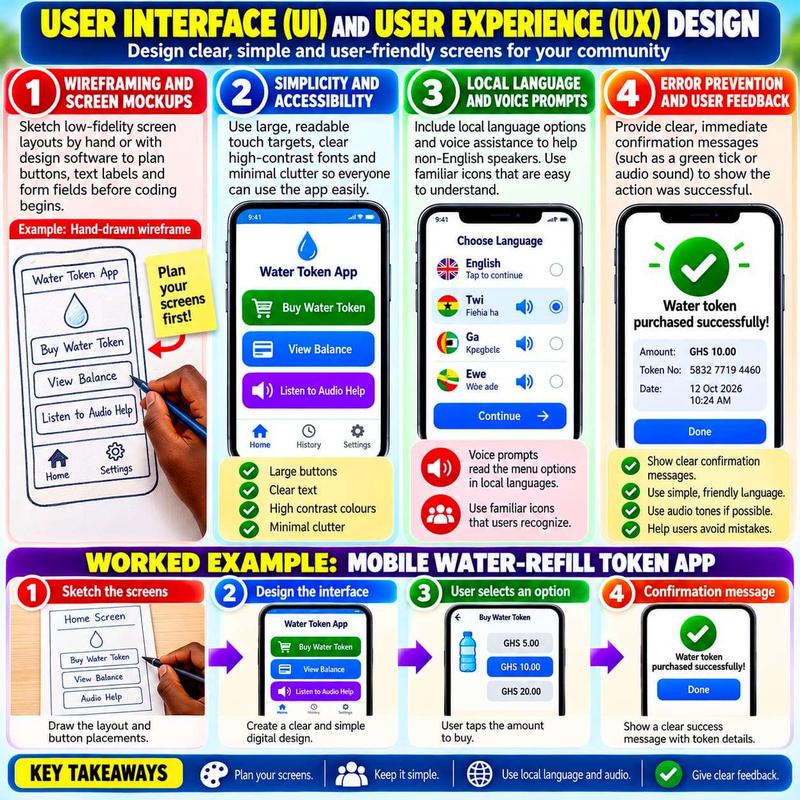 USER INTERFACE (UI) AND USER EXPERIENCE (UX) DESIGN
Design clear, simple and user-friendly screens for your community
1 WIREFRAMING AND
SCREEN MOCKUPS
Sketch low-fidelity screen
layouts by hand or with
design software to plan
buttons, text labels and
form fields before coding
begins.
Example: Hand-drawn wireframe
Water Token App
Buy Water Token
View Balance
Listen to Audio Help
Home
Settings
Plan
your
screens
first!
2 SIMPLICITY AND
ACCESSIBILITY
Use large, readable
touch targets, clear
high-contrast fonts and
minimal clutter so everyone
can use the app easily.
9:41
Water Token App
Buy Water Token
View Balance
Listen to Audio Help
Home
History
Settings
Large buttons
Clear text
High contrast colours
Minimal clutter
3 LOCAL LANGUAGE
AND VOICE PROMPTS
Include local language options
and voice assistance to help
non-English speakers. Use
familiar icons that are easy
to understand.
9:41
Choose Language
English
Tap to continue
Twi
Fiehia ha
Ga
Kpɛgbɛlɛ
Ewe
Wòe ade
Continue
Voice prompts
read the menu options
in local languages.
Use familiar icons
that users recognize.
4 ERROR PREVENTION
AND USER FEEDBACK
Provide clear, immediate
confirmation messages
(such as a green tick or
audio sound) to show the
action was successful.
9:41
Water token
purchased successfully!
Amount: GHS 10.00
Token No: 5832 7719 4460
Date: 12 Oct 2026
10:24 AM
Done
Show clear confirmation
messages.
Use simple, friendly language.
Use audio tones if possible.
Help users avoid mistakes.
WORKED EXAMPLE: MOBILE WATER-REFILL TOKEN APP
1 Sketch the screens
Home Screen
Buy Water Token
View Balance
Audio Help
Draw the layout and
button placements.
2 Design the interface
Water Token App
Buy Water Token
View Balance
Listen to Audio Help
Home
History
Settings
Create a clear and simple
digital design.
3 User selects an option
Buy Water Token
GHS 5.00
GHS 10.00
GHS 20.00
User taps the amount
to buy.
4 Confirmation message
Water token
purchased successfully!
Done
Show a clear success
message with token details.
KEY TAKEAWAYS
Plan your screens.
Keep it simple.
Use local language and audio.
Give clear feedback.